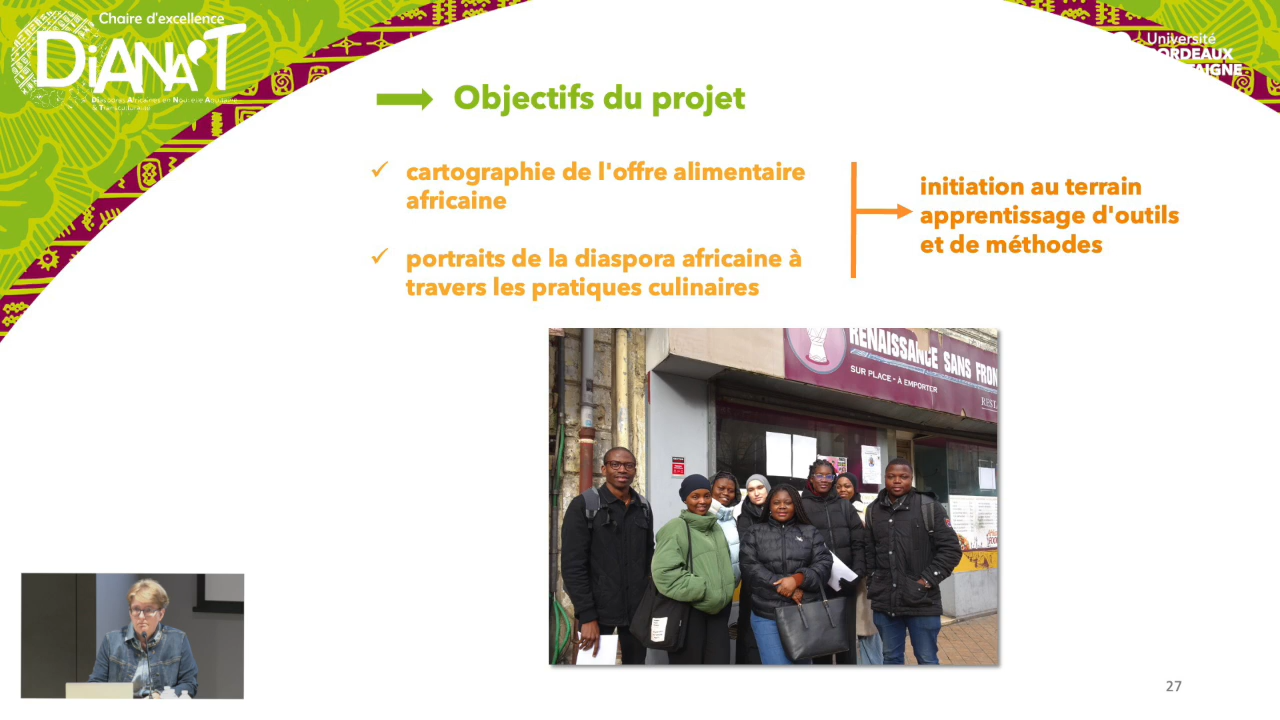 Chaire d'excellence
DiANA'T
Diasporas Africaines en Nouvelle Aquitaine
Université
BORDEAUX
MONTAIGNE
Objectifs du projet
✓ cartographie de l'offre alimentaire
africaine
✓ portraits de la diaspora africaine à
travers les pratiques culinaires
initiation au terrain
apprentissage d'outils
et de méthodes
RENAISSANCE SANS FRON
SUR PLACE - À EMPORTER
REST
27